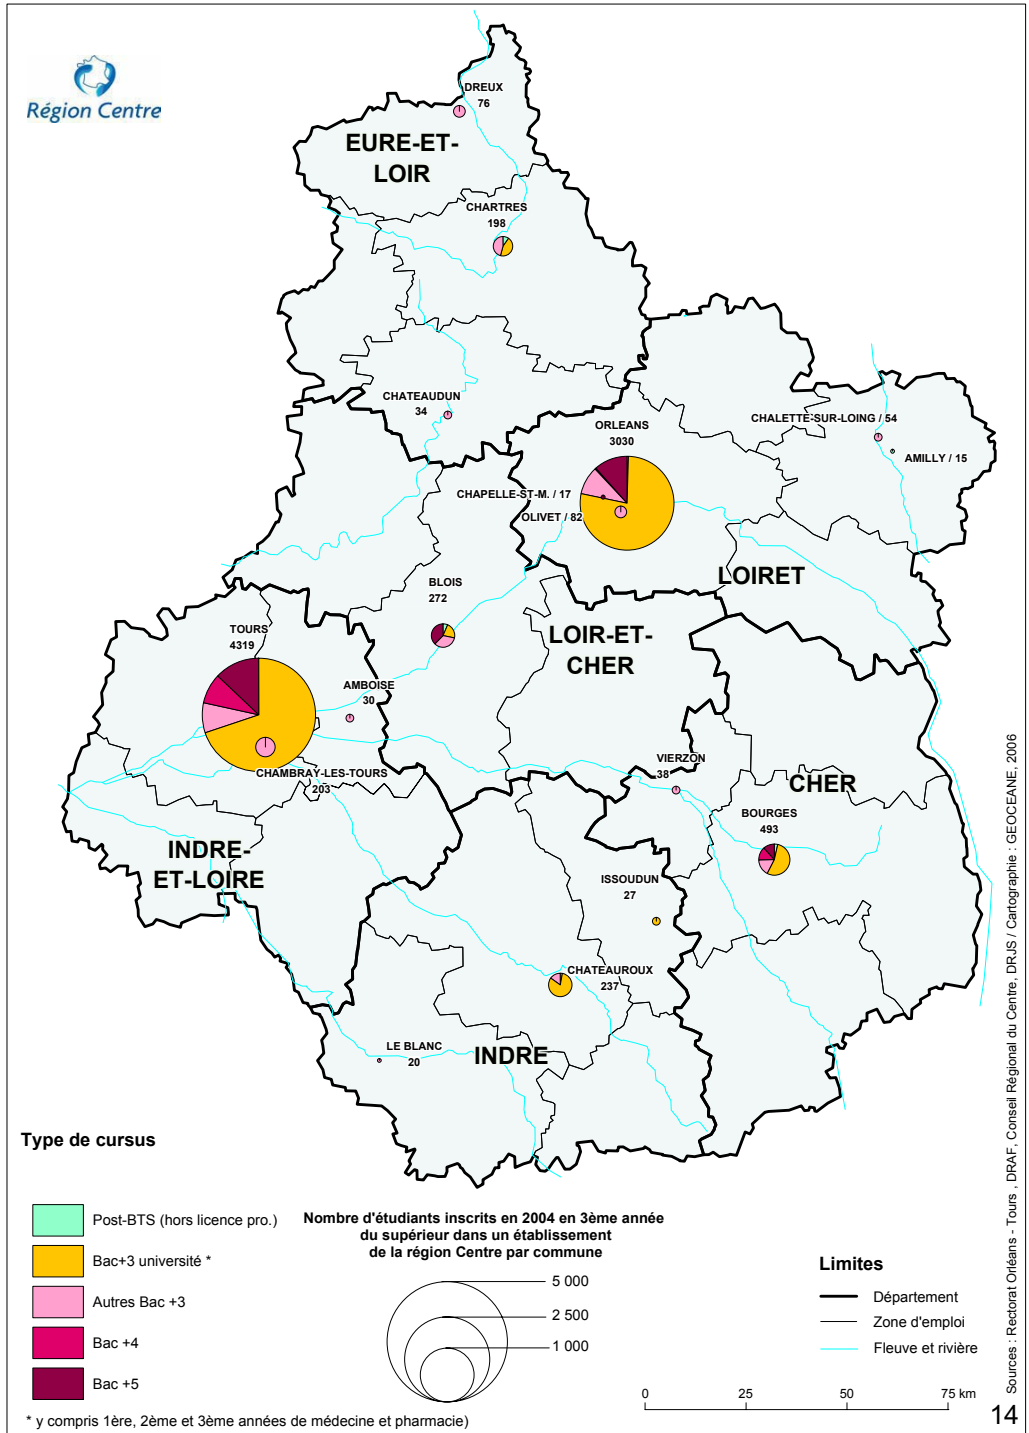 Région Centre
DREUX
76
EURE-ET-
LOIR
CHARTRES
198
CHATEAUDUN
34
ORLEANS
3030
CHALETTE-SUR-LOING / 54
AMILLY / 15
CHAPELLE-ST-M. / 17
OLIVET / 82
LOIRET
BLOIS
272
LOIR-ET-
CHER
TOURS
4319
AMBOISE
30
CHAMBRAY-LES-TOURS
203
VIERZON
38
CHER
BOURGES
493
INDRE-
ET-LOIRE
ISSOUDUN
27
CHATEAUROUX
237
LE BLANC
20
INDRE
Type de cursus
Post-BTS (hors licence pro.)
Bac+3 université *
Autres Bac +3
Bac +4
Bac +5
* y compris 1ère, 2ème et 3ème années de médecine et pharmacie)
Nombre d'étudiants inscrits en 2004 en 3ème année
du supérieur dans un établissement
de la région Centre par commune
5 000
2 500
1 000
Limites
Département
Zone d'emploi
Fleuve et rivière
0 25 50 75 km
Sources : Rectorat Orléans - Tours , DRAF, Conseil Régional du Centre, DRJS / Cartographie : GEOCEANE, 2006
14